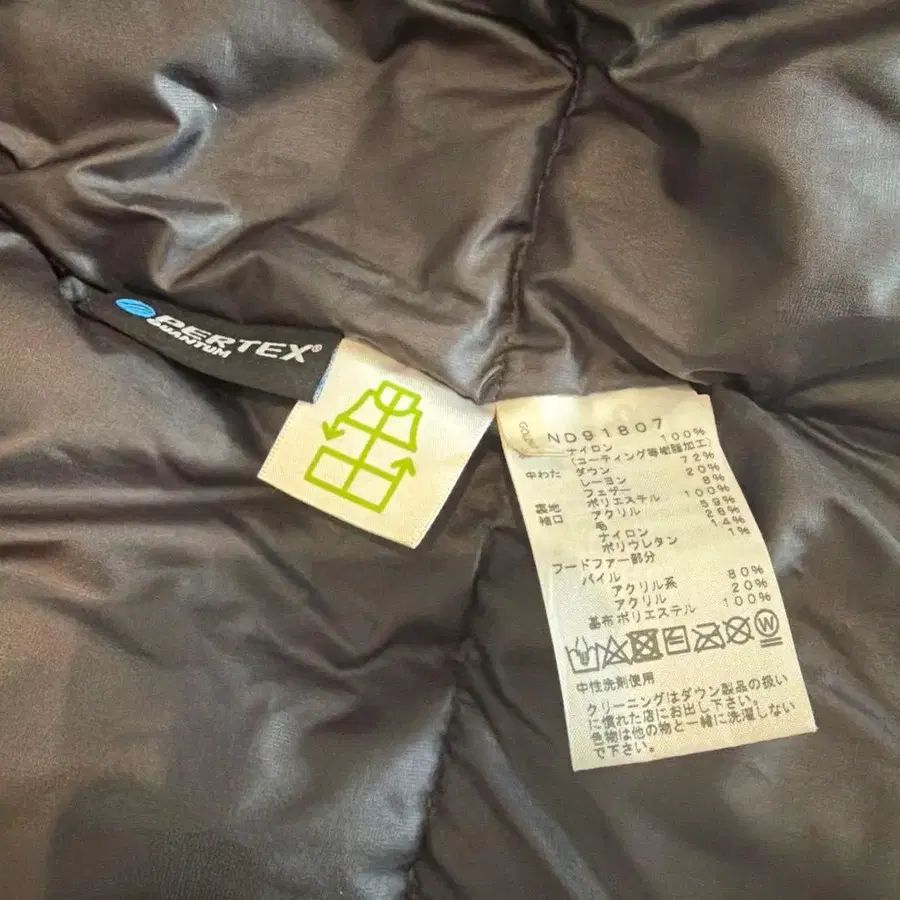 PERTEX®
QUANTUM
ND91807
ナイロン 100%
(コーティング等樹脂加工)
中わた ダウン 72%
レーヨン 20%
フェザー 8%
裏地 ポリエステル 100%
袖口 アクリル 59%
毛 28%
ナイロン 14%
ポリウレタン 1%
フードファー部分
パイル
アクリル系 80%
アクリル 20%
基布 ポリエステル 100%
W
中性洗剤使用
クリーニングはダウン製品の扱い
に慣れた店にお出し下さい。
色物は他の物と一緒に洗濯しない
で下さい。